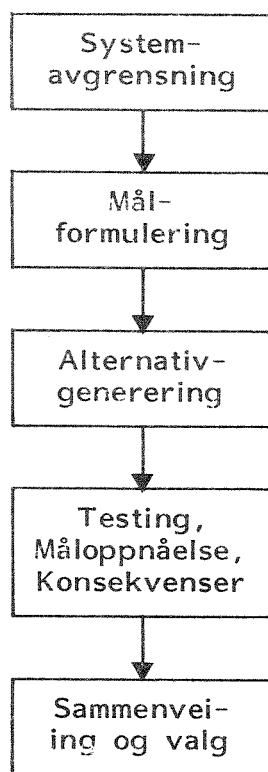 System-
avgrensning
Mål-
formulering
Alternativ-
generering
Testing,
Måloppnåelse,
Konsekvenser
Sammenvei-
ing og valg